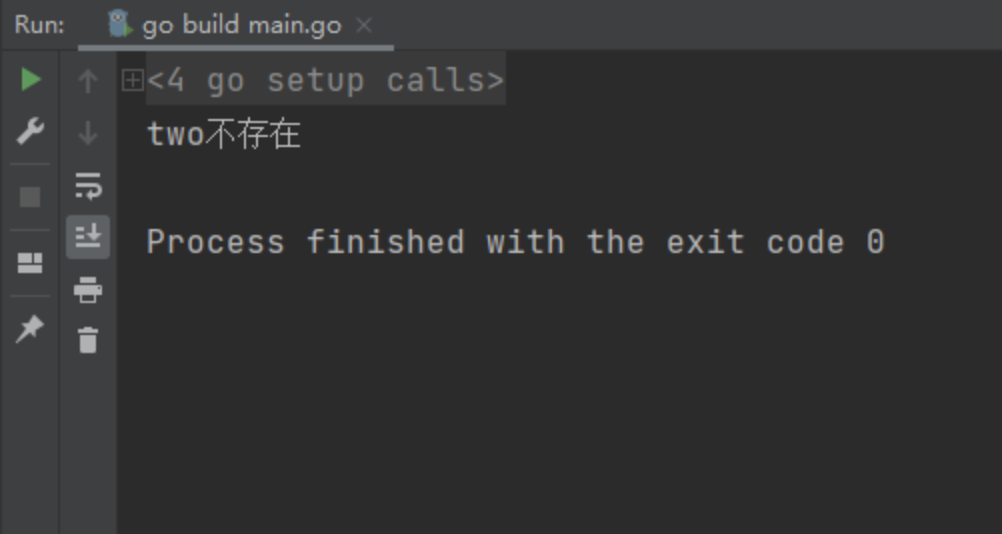 Run: go build main.go
<4 go setup calls>
two不存在
Process finished with the exit code 0